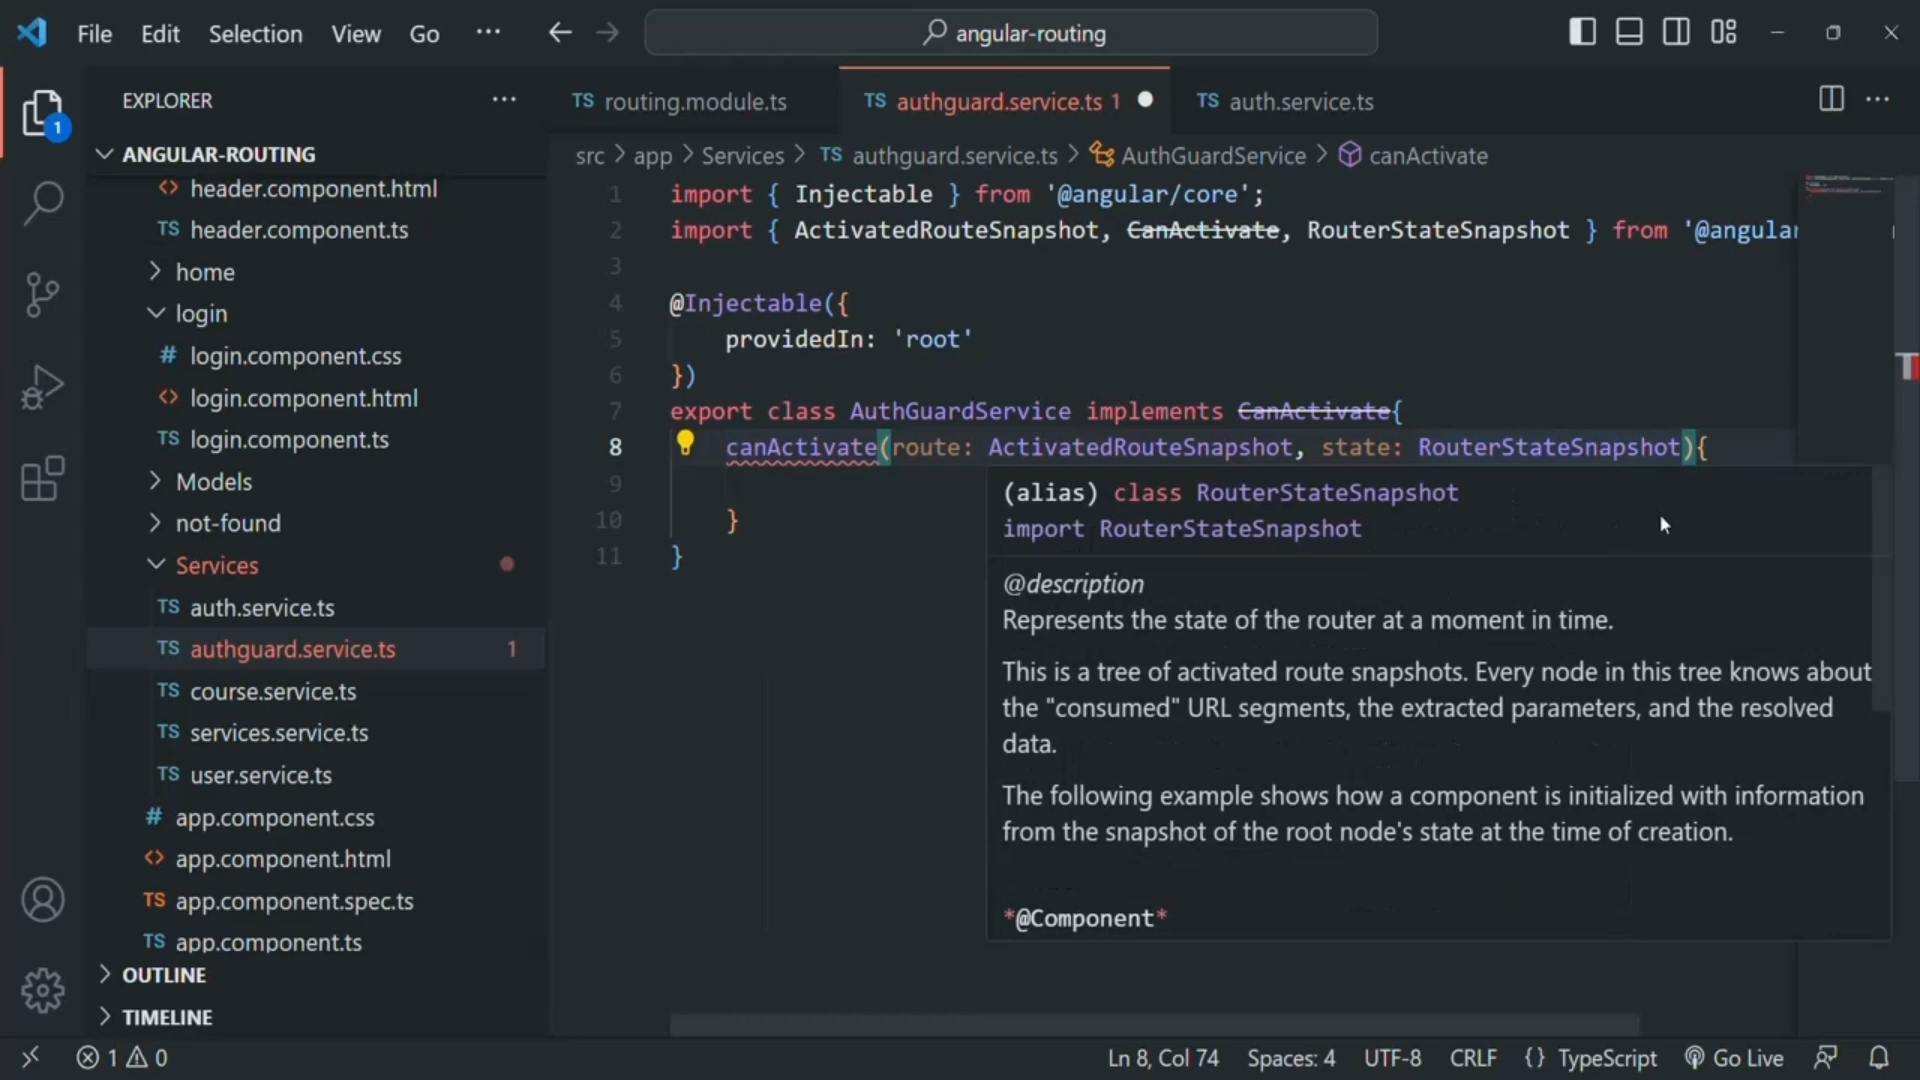 File Edit Selection View Go ··· angular-routing
EXPLORER ···
ANGULAR-ROUTING
<> header.component.html
TS header.component.ts
home
login
# login.component.css
<> login.component.html
TS login.component.ts
Models
not-found
Services
TS auth.service.ts
TS authguard.service.ts 1
TS course.service.ts
TS services.service.ts
TS user.service.ts
# app.component.css
<> app.component.html
TS app.component.spec.ts
TS app.component.ts
OUTLINE
TIMELINE
1
TS routing.module.ts TS authguard.service.ts 1 TS auth.service.ts
src > app > Services > TS authguard.service.ts > AuthGuardService > canActivate
1 import { Injectable } from '@angular/core';
2 import { ActivatedRouteSnapshot, CanActivate, RouterStateSnapshot } from '@angular
3
4 @Injectable({
5 providedIn: 'root'
6 })
7 export class AuthGuardService implements CanActivate{
8 canActivate(route: ActivatedRouteSnapshot, state: RouterStateSnapshot){
9
10 }
11 }
(alias) class RouterStateSnapshot
import RouterStateSnapshot
@description
Represents the state of the router at a moment in time.
This is a tree of activated route snapshots. Every node in this tree knows about
the "consumed" URL segments, the extracted parameters, and the resolved
data.
The following example shows how a component is initialized with information
from the snapshot of the root node's state at the time of creation.
*@Component*
1 0 Ln 8, Col 74 Spaces: 4 UTF-8 CRLF {} TypeScript Go Live